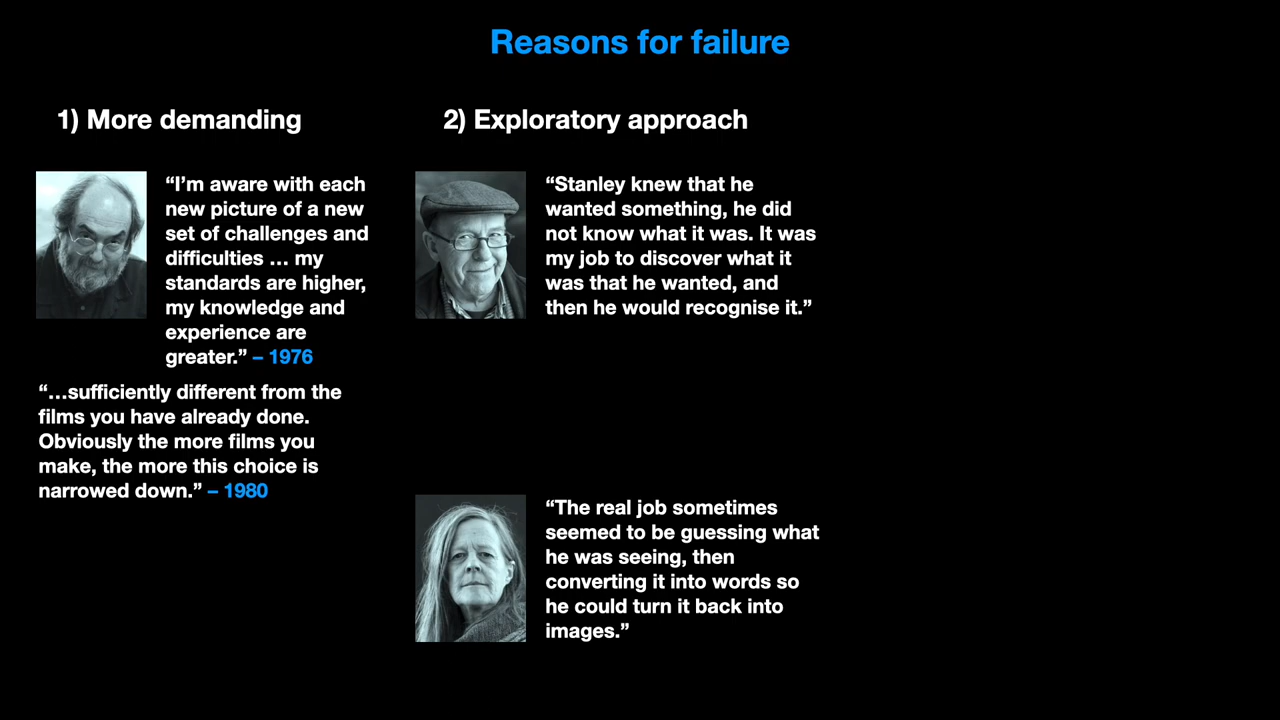 Reasons for failure
1) More demanding
“I’m aware with each
new picture of a new
set of challenges and
difficulties … my
standards are higher,
my knowledge and
experience are
greater.” – 1976
“…sufficiently different from the
films you have already done.
Obviously the more films you
make, the more this choice is
narrowed down.” – 1980
2) Exploratory approach
“Stanley knew that he
wanted something, he did
not know what it was. It was
my job to discover what it
was that he wanted, and
then he would recognise it.”
“The real job sometimes
seemed to be guessing what
he was seeing, then
converting it into words so
he could turn it back into
images.”